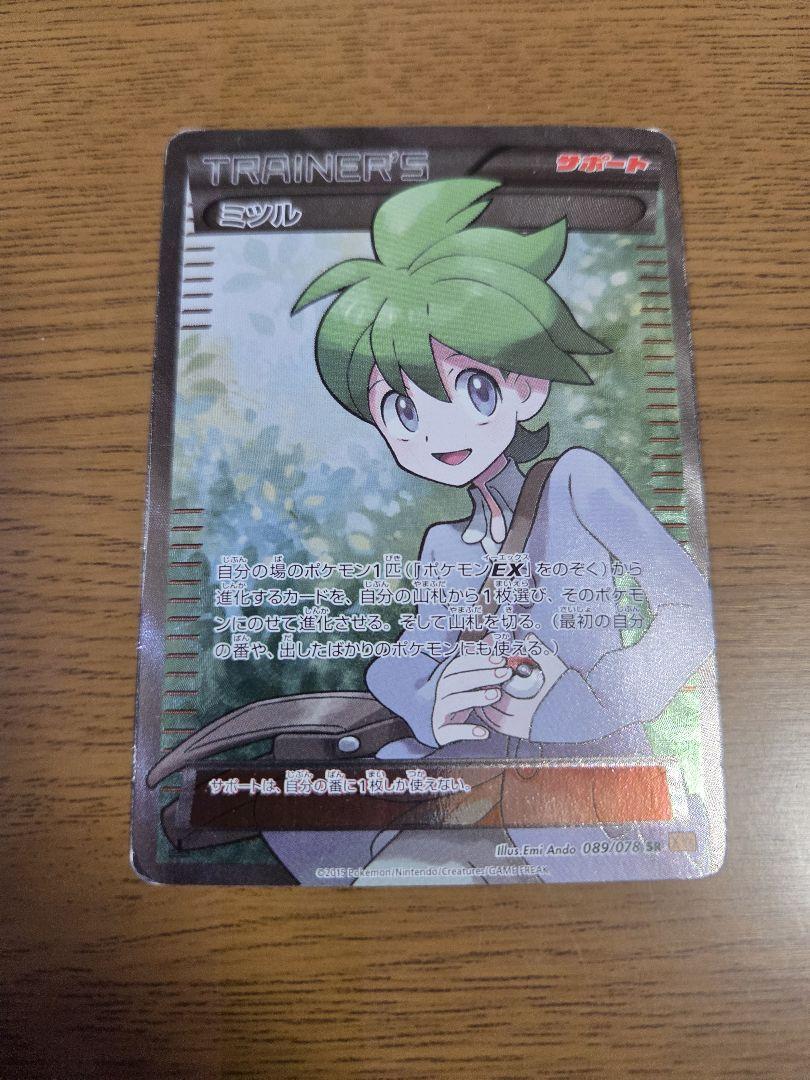 TRAINER'S
サポート
ミツル
自分の場のポケモン1匹(「ポケモンEX」をのぞく)から
進化するカードを、自分の山札から1枚選び、そのポケモ
ンにのせて進化させる。そして山札を切る。(最初の自分
の番や、出したばかりのポケモンにも使える。)
サポートは、自分の番に1枚しか使えない。
Illus.Emi Ando 089/078 SR
©2015 Pokémon/Nintendo/Creatures/GAME FREAK.